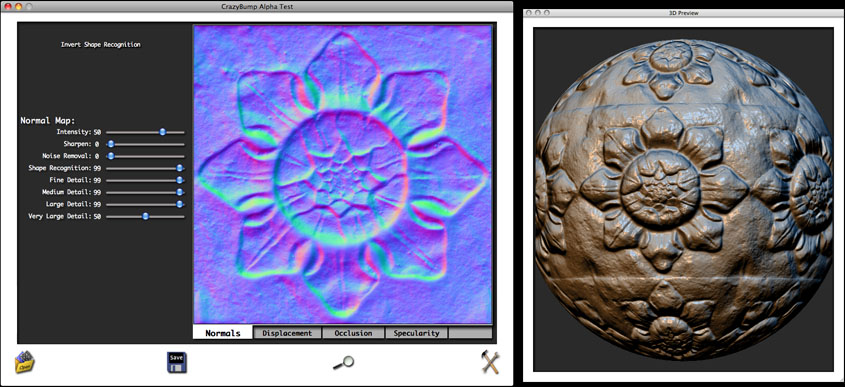 CrazyBump Alpha Test
Invert Shape Recognition
Normal Map:
Intensity: 50
Sharpen: 0
Noise Removal: 0
Shape Recognition: 99
Fine Detail: 99
Medium Detail: 99
Large Detail: 99
Very Large Detail: 50
Normals
Displacement
Occlusion
Specularity
Open
Save
3D Preview